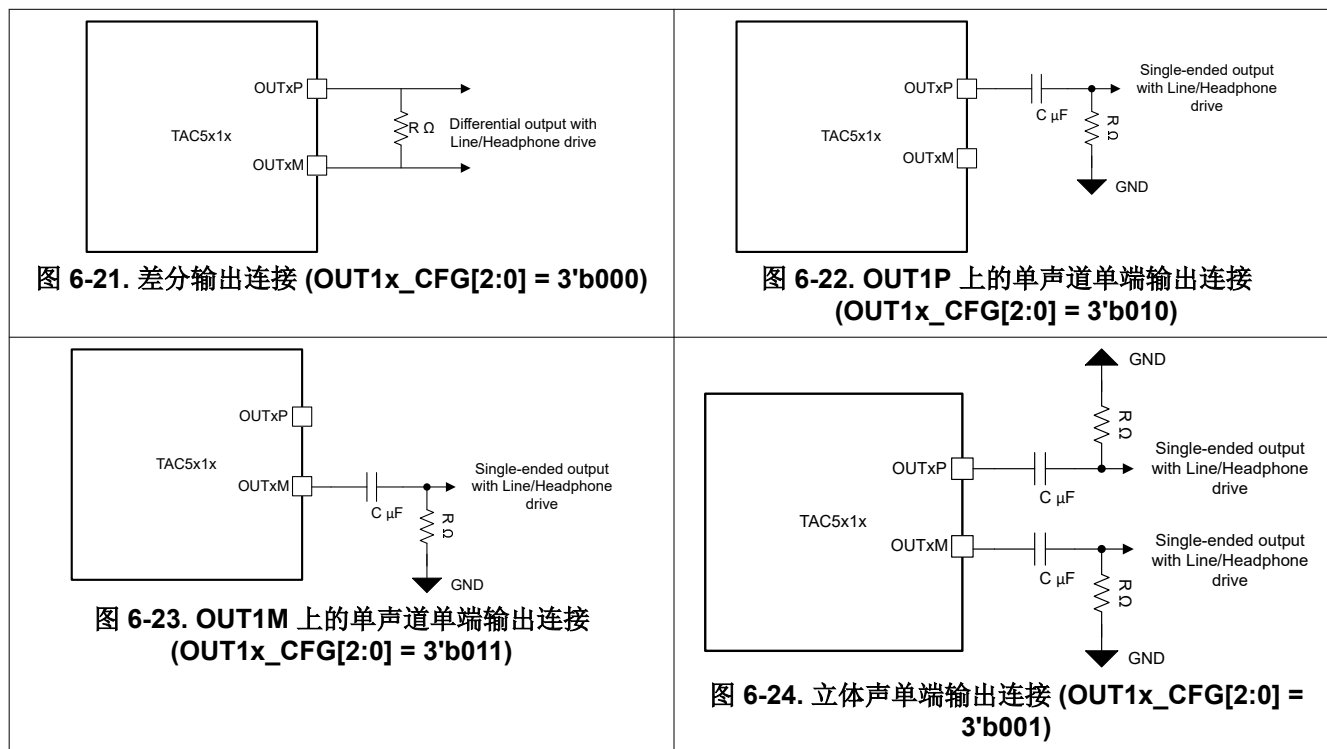 OUTxP
TAC5x1x
OUTxM
R Ω
Differential output with
Line/Headphone drive
图 6-21. 差分输出连接 (OUT1x_CFG[2:0] = 3'b000)
OUTxP
TAC5x1x
OUTxM
C μF
R Ω
GND
Single-ended output
with Line/Headphone
drive
图 6-22. OUT1P 上的单声道单端输出连接
(OUT1x_CFG[2:0] = 3'b010)
OUTxP
TAC5x1x
OUTxM
C μF
R Ω
GND
Single-ended output
with Line/Headphone
drive
图 6-23. OUT1M 上的单声道单端输出连接
(OUT1x_CFG[2:0] = 3'b011)
GND
R Ω
OUTxP
C μF
Single-ended output
with Line/Headphone
drive
TAC5x1x
OUTxM
C μF
R Ω
Single-ended output
with Line/Headphone
drive
GND
图 6-24. 立体声单端输出连接 (OUT1x_CFG[2:0] =
3'b001)